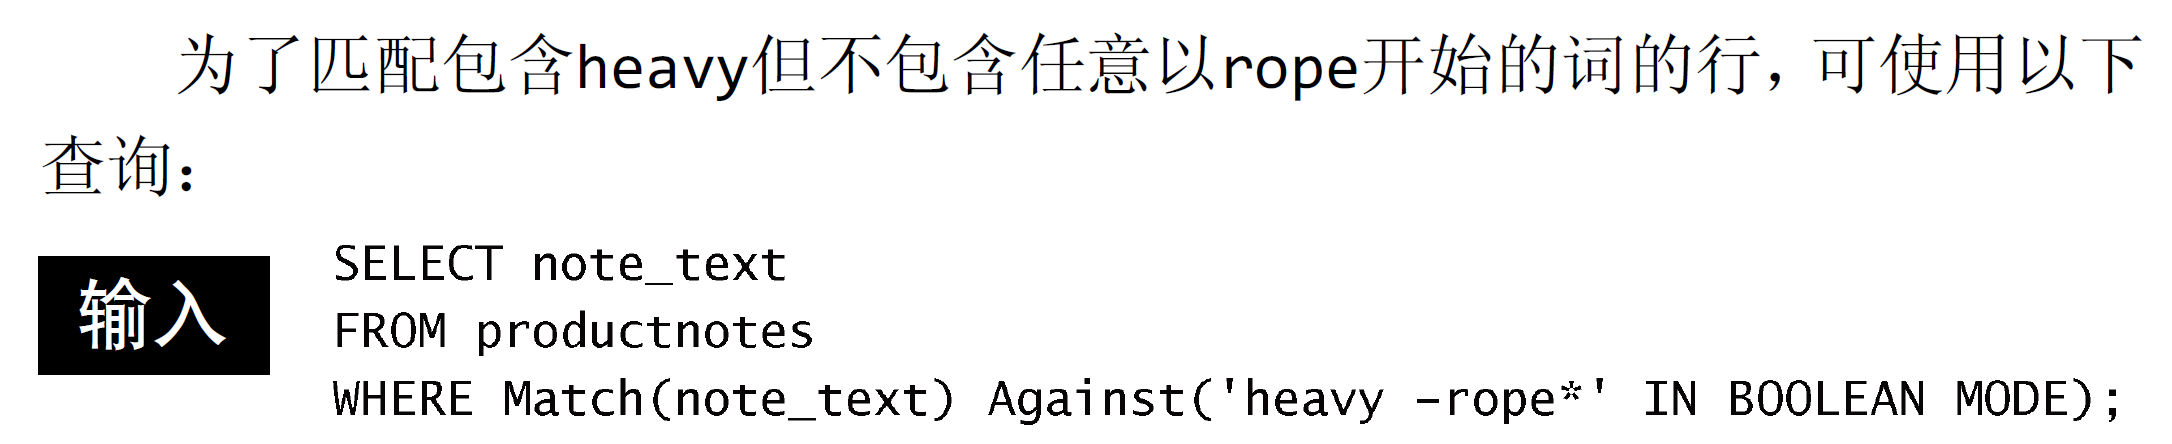 为了匹配包含heavy但不包含任意以rope开始的词的行，可使用以下
查询：
输入
SELECT note_text
FROM productnotes
WHERE Match(note_text) Against('heavy –rope*' IN BOOLEAN MODE);